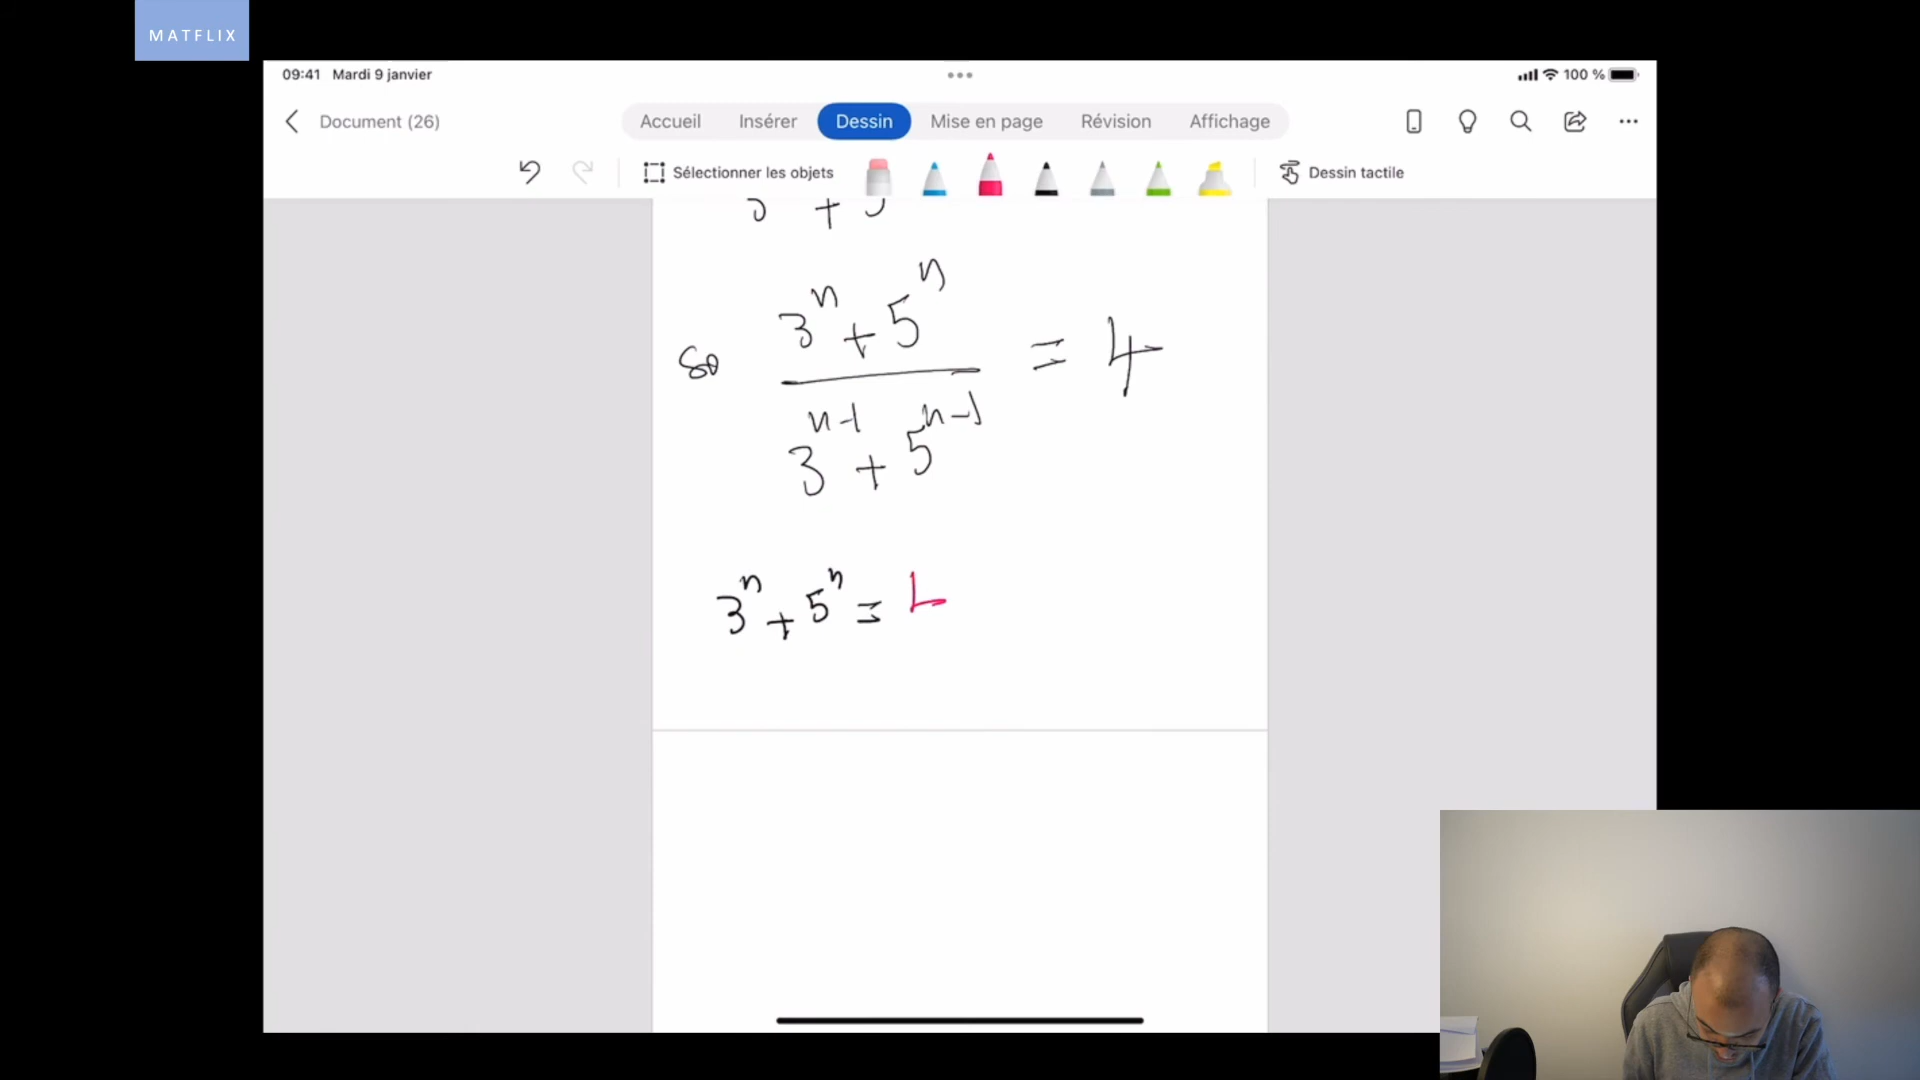 MATFLIX
09:41 Mardi 9 janvier
100 %
Document (26)
Accueil Insérer Dessin Mise en page Révision Affichage
Sélectionner les objets
Dessin tactile
+
So (3^n + 5^n) / (3^(n-1) + 5^(n-1)) = 4
3^n + 5^n =